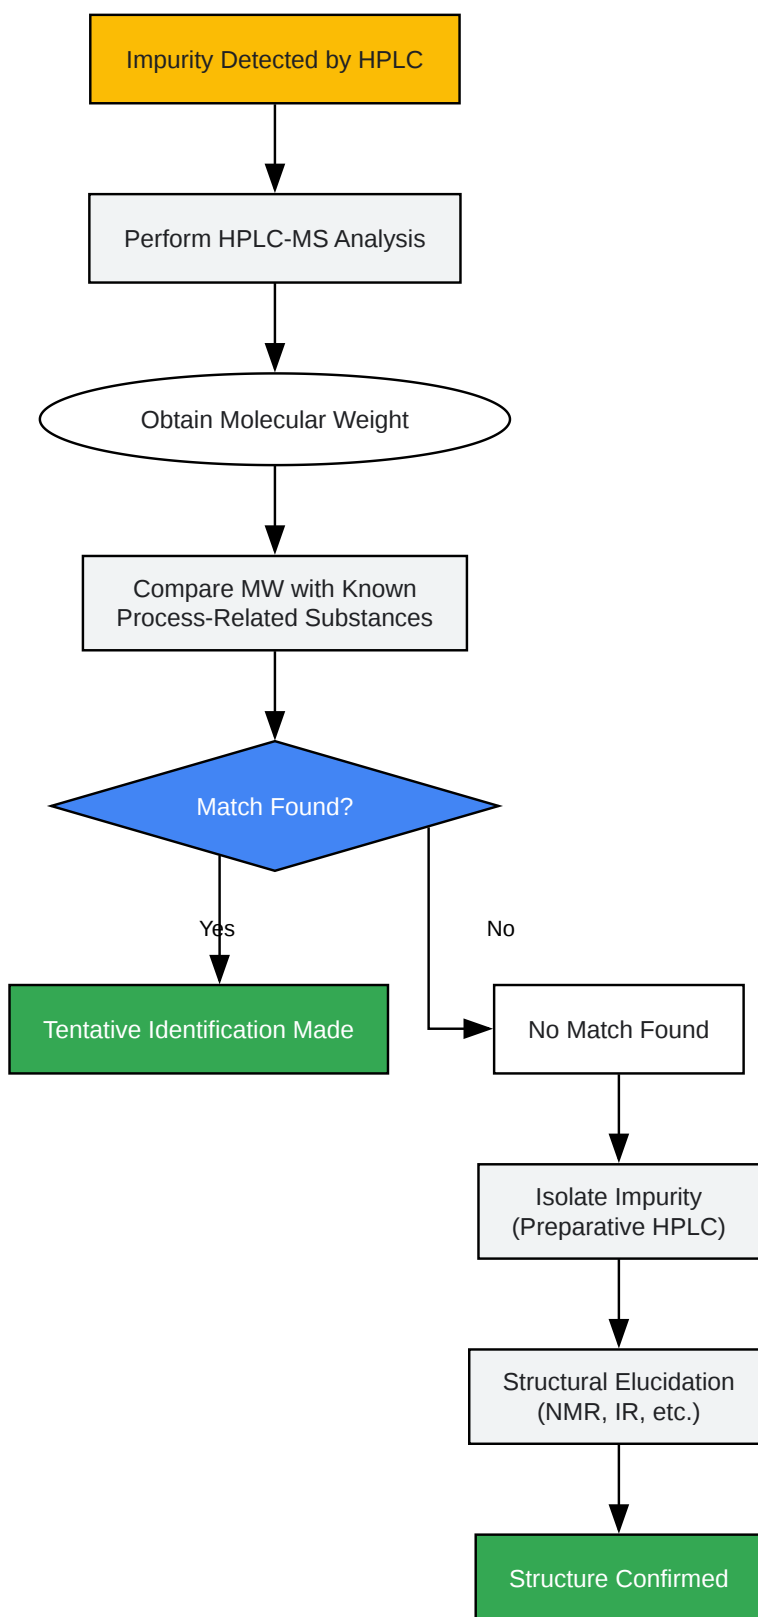 Impurity Detected by HPLC
Perform HPLC-MS Analysis
Obtain Molecular Weight
Compare MW with Known
Process-Related Substances
Match Found?
Yes
No
Tentative Identification Made
No Match Found
Isolate Impurity
(Preparative HPLC)
Structural Elucidation
(NMR, IR, etc.)
Structure Confirmed